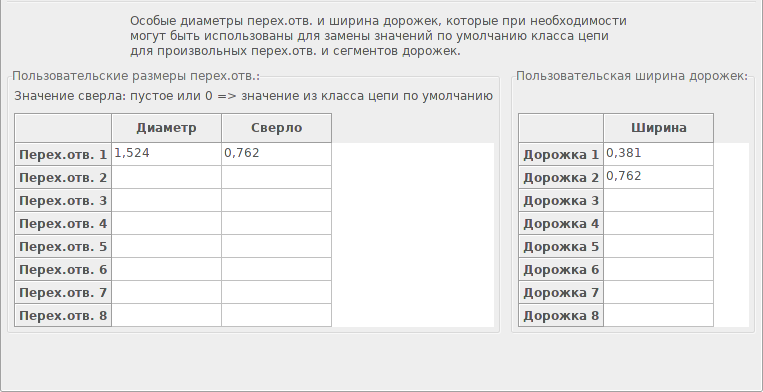 Особые диаметры перех.отв. и ширина дорожек, которые при необходимости
могут быть использованы для замены значений по умолчанию класса цепи
для произвольных перех.отв. и сегментов дорожек.
Пользовательские размеры перех.отв.:
Значение сверла: пустое или 0 => значение из класса цепи по умолчанию
Диаметр Сверло
Перех.отв. 1 1,524 0,762
Перех.отв. 2
Перех.отв. 3
Перех.отв. 4
Перех.отв. 5
Перех.отв. 6
Перех.отв. 7
Перех.отв. 8
Пользовательская ширина дорожек:
Ширина
Дорожка 1 0,381
Дорожка 2 0,762
Дорожка 3
Дорожка 4
Дорожка 5
Дорожка 6
Дорожка 7
Дорожка 8